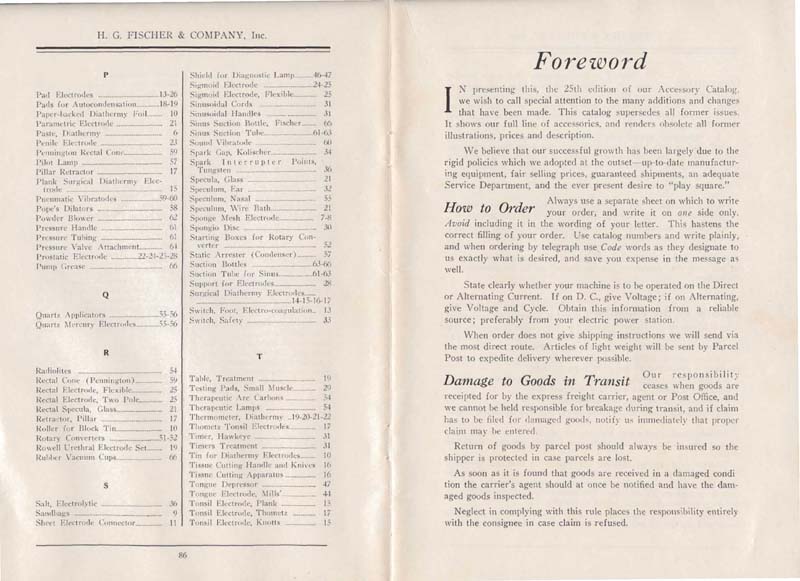 H. G. FISCHER & COMPANY, Inc.
P
Pad Electrodes 13-26
Pads for Autocondensation 18-19
Paper-backed Diathermy Foil 10
Parametric Electrode 21
Paste, Diathermy 6
Penile Electrode 23
Pennington Rectal Cone 59
Pilot Lamp 57
Pillar Retractor 17
Plank Surgical Diathermy Elec-
trode 15
Pneumatic Vibratodes 59-60
Pope's Dilators 58
Powder Blower 62
Pressure Handle 61
Pressure Tubing 61
Pressure Valve Attachment 64
Prostatic Electrode 22-24-25-28
Pump Grease 66
Q
Quartz Applicators 55-56
Quartz Mercury Electrodes 55-56
R
Radiolites 54
Rectal Cone (Pennington) 59
Rectal Electrode, Flexible 25
Rectal Electrode, Two Pole 25
Rectal Specula, Glass 21
Retractor, Pillar 17
Roller for Block Tin 10
Rotary Converters 51-52
Rowell Urethral Electrode Set 19
Rubber Vacuum Cups 66
S
Salt, Electrolytic 36
Sandbags 9
Sheet Electrode Connector 11
Shield for Diagnostic Lamp 46-47
Sigmoid Electrode 24-25
Sigmoid Electrode, Flexible 25
Sinusoidal Cords 31
Sinusoidal Handles 31
Sinus Suction Bottle, Fischer 66
Sinus Suction Tube 61-63
Sound Vibratode 60
Spark Gap, Kolischer 34
Spark Interrupter Points,
Tungsten 36
Specula, Glass 21
Speculum, Ear 32
Speculum, Nasal 55
Speculum, Wire Bath 21
Sponge Mesh Electrode 7-8
Spongio Disc 30
Starting Boxes for Rotary Con-
verter 52
Static Arrester (Condenser) 57
Suction Bottles 63-66
Suction Tube for Sinus 61-63
Support for Electrodes 28
Surgical Diathermy Electrodes
14-15-16-17
Switch, Foot, Electro-coagulation 13
Switch, Safety 35
T
Table, Treatment 19
Testing Pads, Small Muscle 29
Therapeutic Arc Carbons 54
Therapeutic Lamps 54
Thermometer, Diathermy 19-20-21-22
Thometz Tonsil Electrodes 17
Timer, Hawkeye 31
Timers Treatment 31
Tin for Diathermy Electrodes 10
Tissue Cutting Handle and Knives 16
Tissue Cutting Apparatus 16
Tongue Depressor 47
Tongue Electrode, Mills' 44
Tonsil Electrode, Plank 15
Tonsil Electrode, Thometz 17
Tonsil Electrode, Knotts 15
86
Foreword
IN presenting this, the 25th edition of our Accessory Catalog,
we wish to call special attention to the many additions and changes
that have been made. This catalog supersedes all former issues.
It shows our full line of accessories, and renders obsolete all former
illustrations, prices and description.
We believe that our successful growth has been largely due to the
rigid policies which we adopted at the outset—up-to-date manufactur-
ing equipment, fair selling prices, guaranteed shipments, an adequate
Service Department, and the ever present desire to "play square."
How to Order Always use a separate sheet on which to write
your order, and write it on one side only.
Avoid including it in the wording of your letter. This hastens the
correct filling of your order. Use catalog numbers and write plainly,
and when ordering by telegraph use Code words as they designate to
us exactly what is desired, and save you expense in the message as
well.
State clearly whether your machine is to be operated on the Direct
or Alternating Current. If on D. C., give Voltage; if on Alternating,
give Voltage and Cycle. Obtain this information from a reliable
source; preferably from your electric power station.
When order does not give shipping instructions we will send via
the most direct route. Articles of light weight will be sent by Parcel
Post to expedite delivery wherever possible.
Damage to Goods in Transit Our responsibility
ceases when goods are
receipted for by the express freight carrier, agent or Post Office, and
we cannot be held responsible for breakage during transit, and if claim
has to be filed for damaged goods, notify us immediately that proper
claim may be entered.
Return of goods by parcel post should always be insured so the
shipper is protected in case parcels are lost.
As soon as it is found that goods are received in a damaged condi
tion the carrier's agent should at once be notified and have the dam-
aged goods inspected.
Neglect in complying with this rule places the responsibility entirely
with the consignee in case claim is refused.